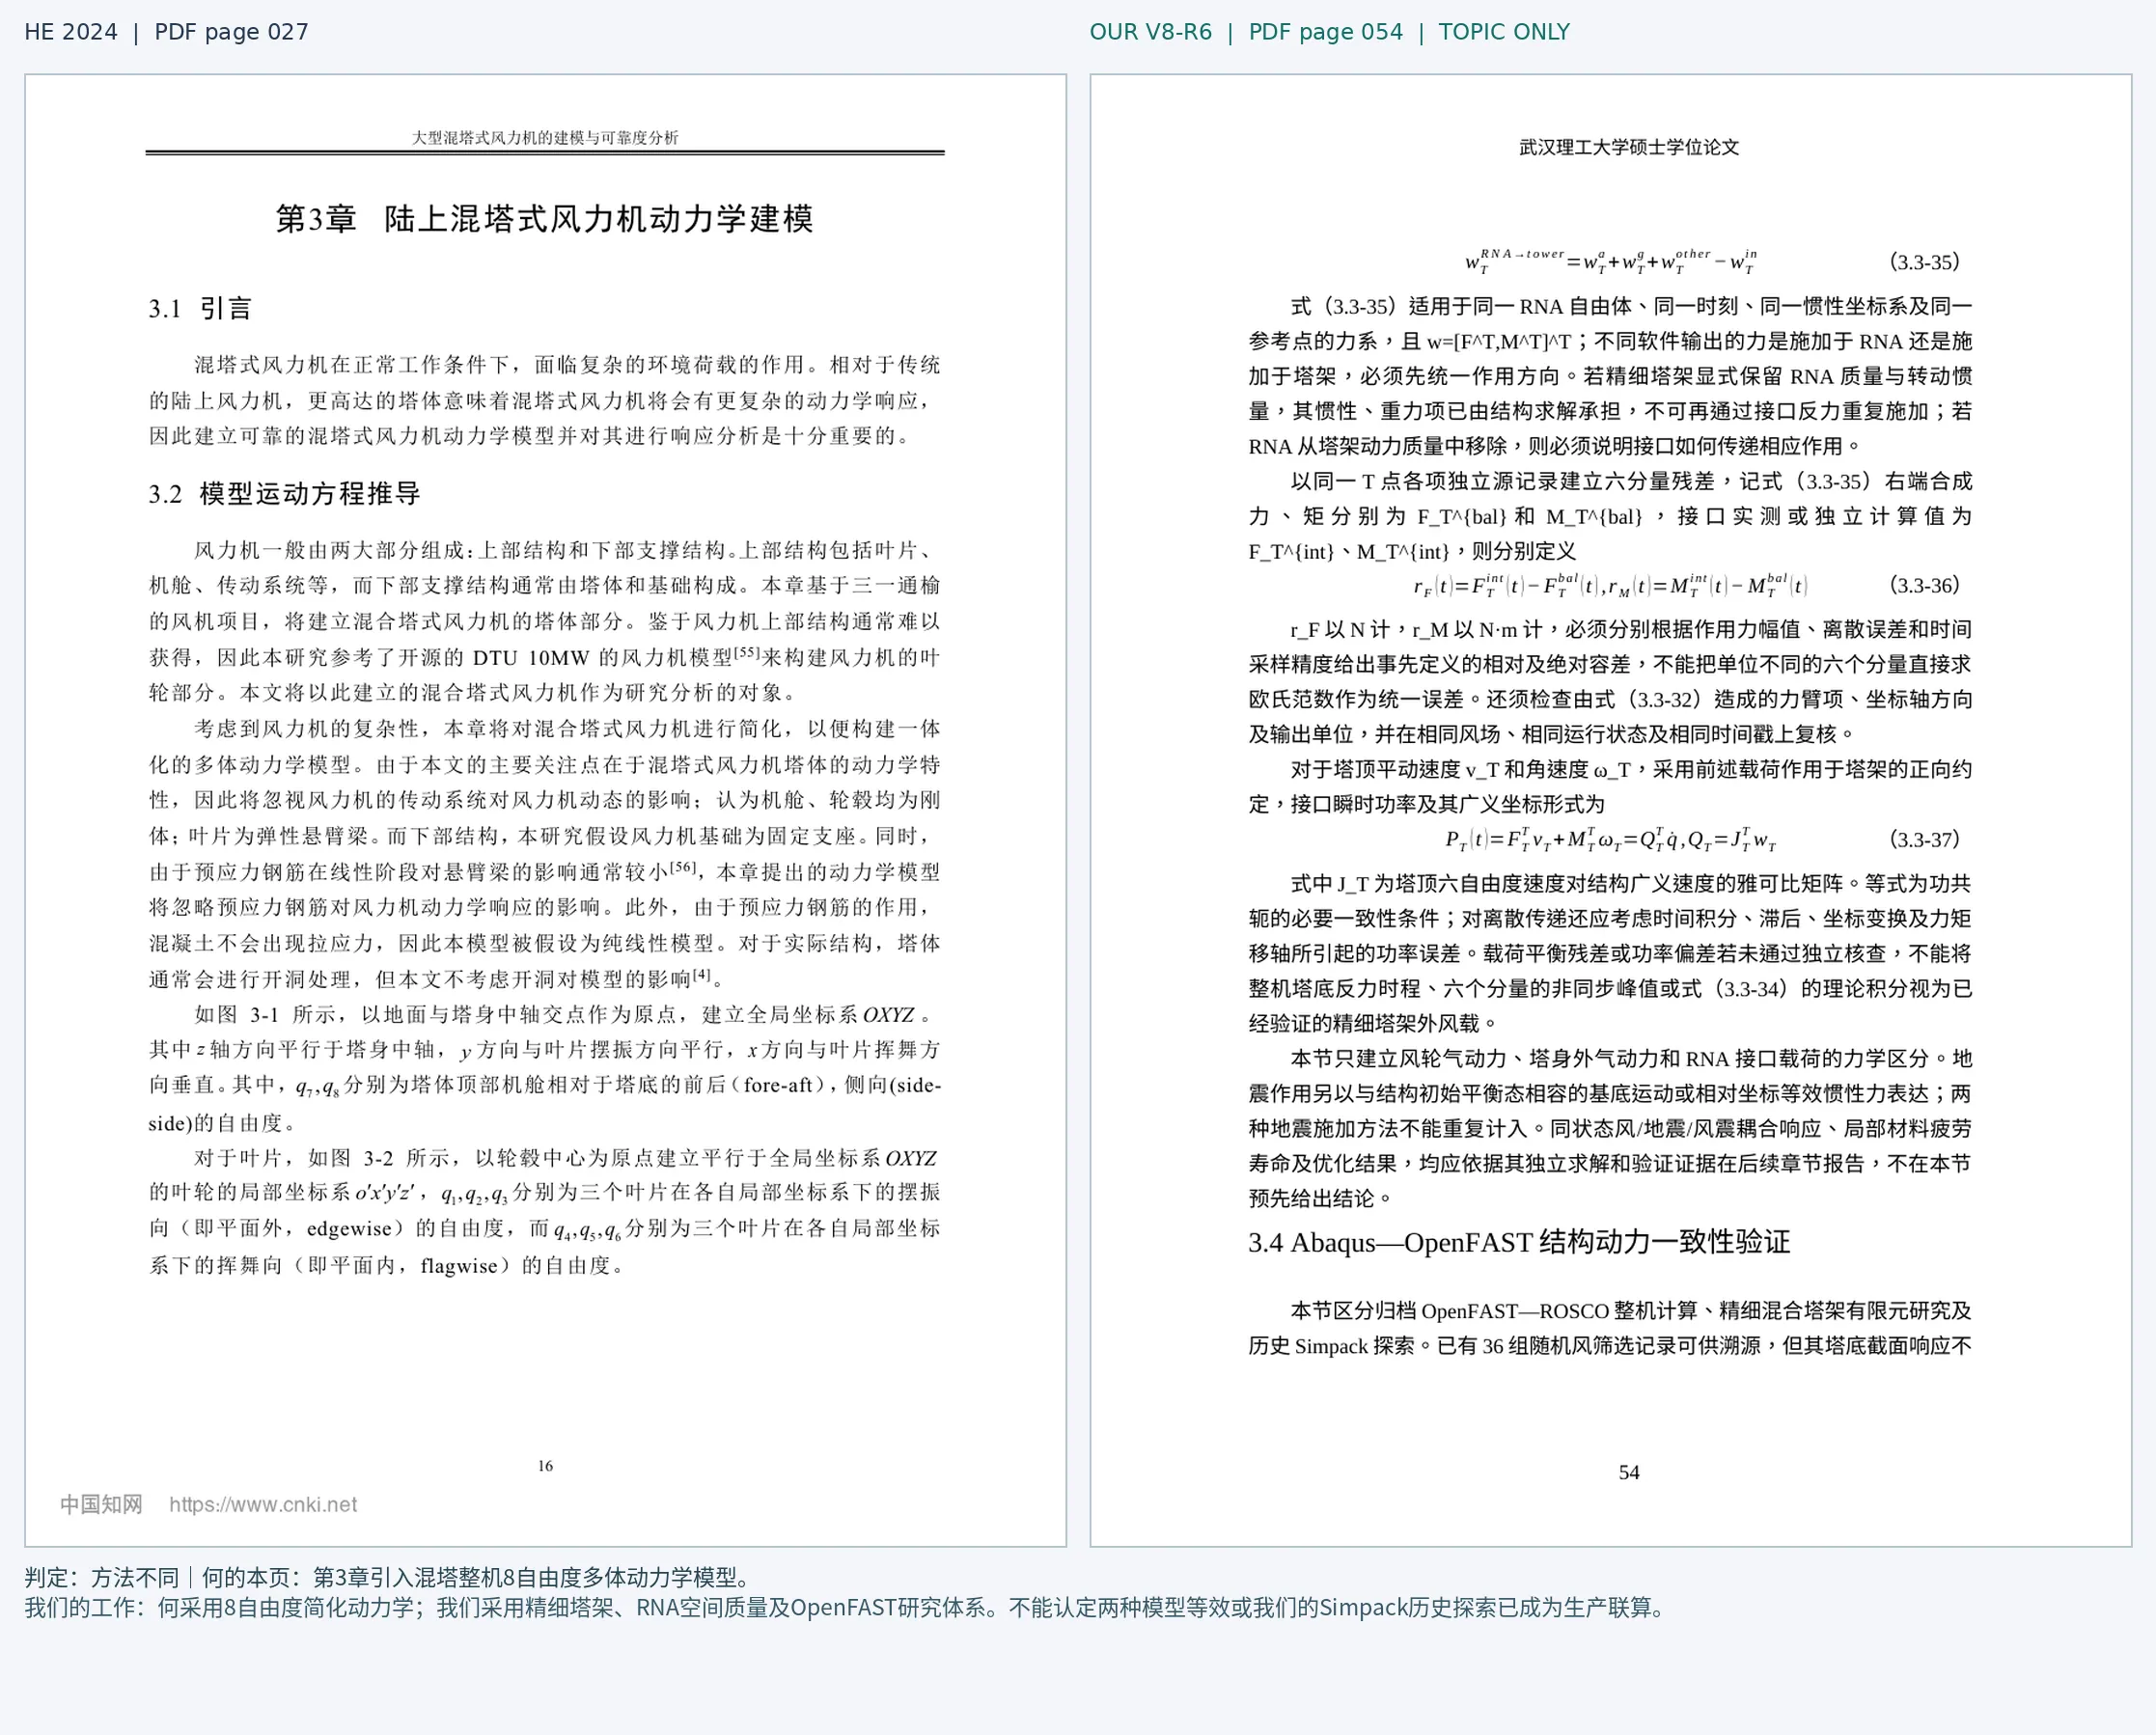 HE 2024 | PDF page 027
大型混塔式风力机的建模与可靠度分析
第3章 陆上混塔式风力机动力学建模
3.1 引言
混塔式风力机在正常工作条件下，面临复杂的环境荷载的作用。相对于传统
的陆上风力机，更高达的塔体意味着混塔式风力机将会有更复杂的动力学响应，
因此建立可靠的混塔式风力机动力学模型并对其进行响应分析是十分重要的。
3.2 模型运动方程推导
风力机一般由两大部分组成：上部结构和下部支撑结构。上部结构包括叶片、
机舱、传动系统等，而下部支撑结构通常由塔体和基础构成。本章基于三一通榆
的风机项目，将建立混合塔式风力机的塔体部分。鉴于风力机上部结构通常难以
获得，因此本研究参考了开源的 DTU 10MW 的风力机模型[55]来构建风力机的叶
轮部分。本文将以此建立的混合塔式风力机作为研究分析的对象。
考虑到风力机的复杂性，本章将对混合塔式风力机进行简化，以便构建一体
化的多体动力学模型。由于本文的主要关注点在于混塔式风力机塔体的动力学特
性，因此将忽视风力机的传动系统对风力机动态的影响；认为机舱、轮毂均为刚
体；叶片为弹性悬臂梁。而下部结构，本研究假设风力机基础为固定支座。同时，
由于预应力钢筋在线性阶段对悬臂梁的影响通常较小[56]，本章提出的动力学模型
将忽略预应力钢筋对风力机动力学响应的影响。此外，由于预应力钢筋的作用，
混凝土不会出现拉应力，因此本模型被假设为纯线性模型。对于实际结构，塔体
通常会进行开洞处理，但本文不考虑开洞对模型的影响[4]。
如图 3-1 所示，以地面与塔身中轴交点作为原点，建立全局坐标系OXYZ 。
其中z轴方向平行于塔身中轴，y方向与叶片摆振方向平行，x方向与叶片挥舞方
向垂直。其中，q₇,q₈分别为塔体顶部机舱相对于塔底的前后（fore-aft），侧向(side-
side)的自由度。
对于叶片，如图 3-2 所示，以轮毂中心为原点建立平行于全局坐标系OXYZ
的叶轮的局部坐标系o′x′y′z′，q₁,q₂,q₃分别为三个叶片在各自局部坐标系下的摆振
向（即平面外，edgewise）的自由度，而q₄,q₅,q₆分别为三个叶片在各自局部坐标
系下的挥舞向（即平面内，flagwise）的自由度。
16
中国知网 https://www.cnki.net
OUR V8-R6 | PDF page 054 | TOPIC ONLY
武汉理工大学硕士学位论文
w_T^{RNA→tower}=w_T^a+w_T^g+w_T^{other}−w_T^{in} （3.3-35）
式（3.3-35）适用于同一 RNA 自由体、同一时刻、同一惯性坐标系及同一
参考点的力系，且 w=[F^T,M^T]^T；不同软件输出的力是施加于 RNA 还是施
加于塔架，必须先统一作用方向。若精细塔架显式保留 RNA 质量与转动惯
量，其惯性、重力项已由结构求解承担，不可再通过接口反力重复施加；若
RNA 从塔架动力质量中移除，则必须说明接口如何传递相应作用。
以同一 T 点各项独立源记录建立六分量残差，记式（3.3-35）右端合成
力、矩分别为 F_T^{bal}和 M_T^{bal}，接口实测或独立计算值为
F_T^{int}、M_T^{int}，则分别定义
r_F(t)=F_T^{int}(t)−F_T^{bal}(t),r_M(t)=M_T^{int}(t)−M_T^{bal}(t) （3.3-36）
r_F 以 N 计，r_M 以 N·m 计，必须分别根据作用力幅值、离散误差和时间
采样精度给出事先定义的相对及绝对容差，不能把单位不同的六个分量直接求
欧氏范数作为统一误差。还须检查由式（3.3-32）造成的力臂项、坐标轴方向
及输出单位，并在相同风场、相同运行状态及相同时间戳上复核。
对于塔顶平动速度 v_T 和角速度 ω_T，采用前述载荷作用于塔架的正向约
定，接口瞬时功率及其广义坐标形式为
P_T(t)=F_T^T v_T+M_T^T ω_T=Q_T^T q̇,Q_T=J_T^T w_T （3.3-37）
式中 J_T 为塔顶六自由度速度对结构广义速度的雅可比矩阵。等式为功共
轭的必要一致性条件；对离散传递还应考虑时间积分、滞后、坐标变换及力矩
移轴所引起的功率误差。载荷平衡残差或功率偏差若未通过独立核查，不能将
整机塔底反力时程、六个分量的非同步峰值或式（3.3-34）的理论积分视为已
经验证的精细塔架外风载。
本节只建立风轮气动力、塔身外气动力和 RNA 接口载荷的力学区分。地
震作用另以与结构初始平衡态相容的基底运动或相对坐标等效惯性力表达；两
种地震施加方法不能重复计入。同状态风/地震/风震耦合响应、局部材料疲劳
寿命及优化结果，均应依据其独立求解和验证证据在后续章节报告，不在本节
预先给出结论。
3.4 Abaqus—OpenFAST 结构动力一致性验证
本节区分归档 OpenFAST—ROSCO 整机计算、精细混合塔架有限元研究及
历史 Simpack 探索。已有 36 组随机风筛选记录可供溯源，但其塔底截面响应不
54
判定：方法不同｜何的本页：第3章引入混塔整机8自由度多体动力学模型。
我们的工作：何采用8自由度简化动力学；我们采用精细塔架、RNA空间质量及OpenFAST研究体系。不能认定两种模型等效或我们的Simpack历史探索已成为生产联算。